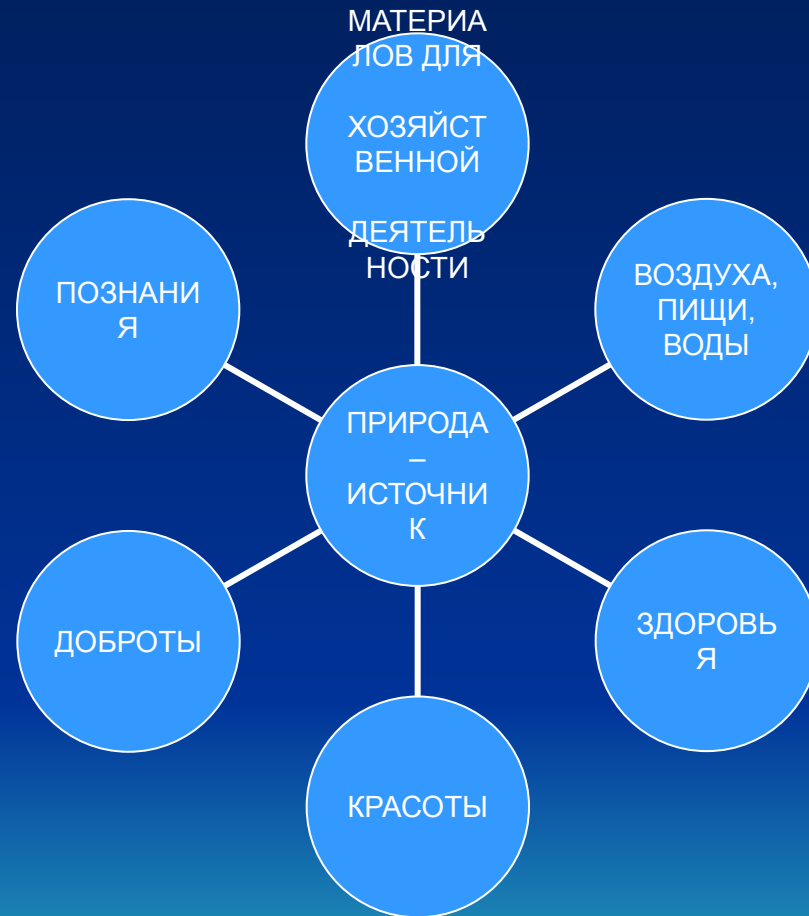 МАТЕРИА
ЛОВ ДЛЯ
ХОЗЯЙСТ
ВЕННОЙ
ДЕЯТЕЛЬ
НОСТИ
ПОЗНАНИ
Я
ВОЗДУХА,
ПИЩИ,
ВОДЫ
ПРИРОДА
–
ИСТОЧНИ
К
ДОБРОТЫ
ЗДОРОВЬ
Я
КРАСОТЫ